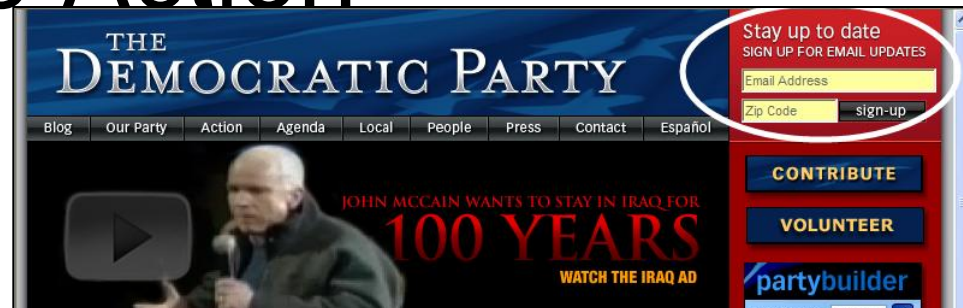 THE
DEMOCRATIC PARTY
Stay up to date
SIGN UP FOR EMAIL UPDATES
Email Address
Zip Code sign-up
Blog Our Party Action Agenda Local People Press Contact Español
JOHN MCCAIN WANTS TO STAY IN IRAQ FOR
100 YEARS
WATCH THE IRAQ AD
CONTRIBUTE
VOLUNTEER
partybuilder